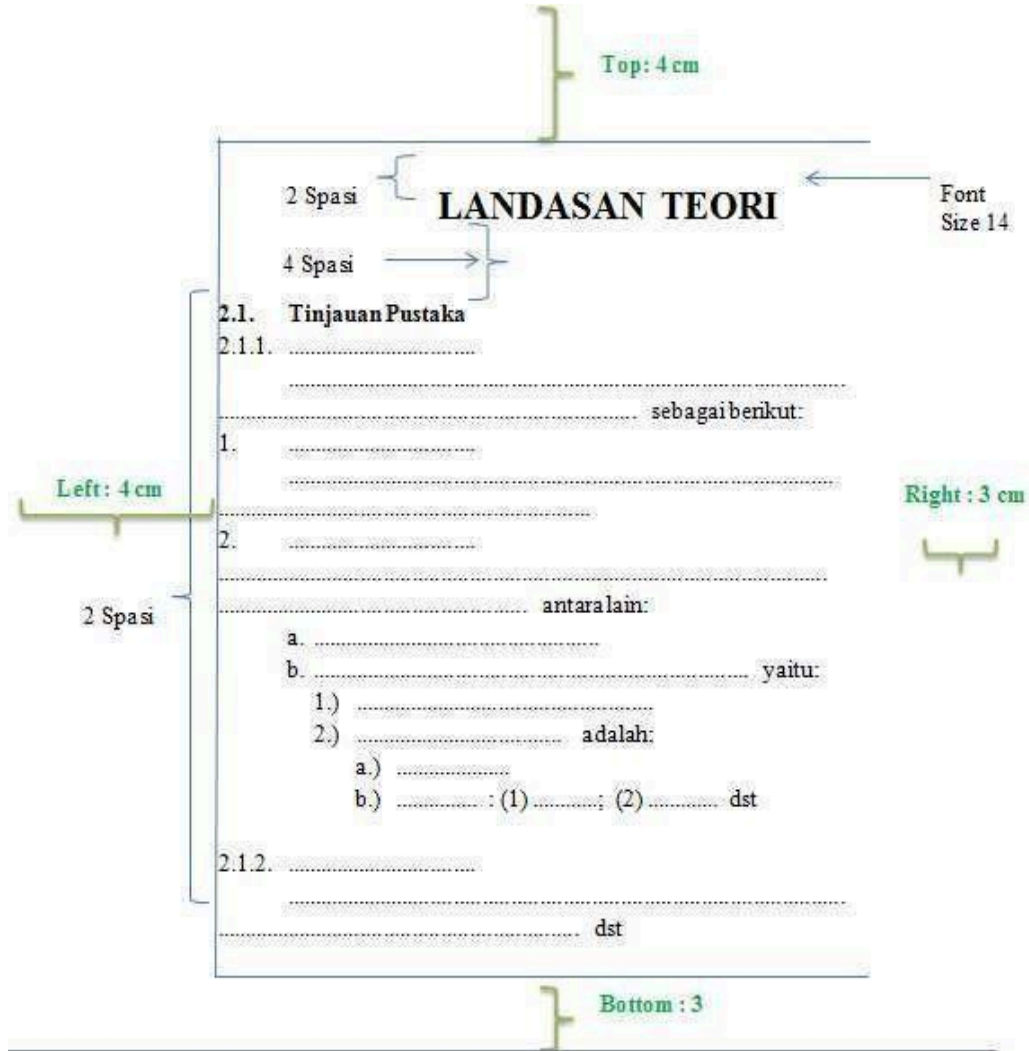 Top: 4 cm
2 Spasi
LANDASAN TEORI
Font
Size 14
4 Spasi
2.1. Tinjauan Pustaka
2.1.1. ................................
................................................................................................
........................................................................ sebagai berikut:
1. ................................
..............................................................................................
................................................................
Left : 4 cm
Right : 3 cm
2. ................................
........................................................................................................
..................................................... antara lain:
2 Spasi
a. .................................................
b. ........................................................................... yaitu:
1.) ...................................................
2.) ................................... adalah:
a.) ....................
b.) .............. : (1) ............; (2) ............ dst
2.1.2. ................................
................................................................................................
.............................................................. dst
Bottom : 3